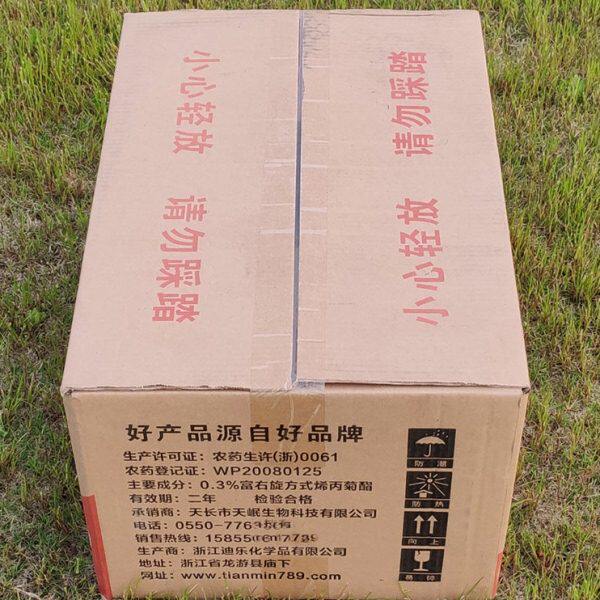 小心轻放
请勿踩踏
请勿踩踏
小心轻放
好产品源自好品牌
生产许可证：农药生许(浙)0061
农药登记证：WP20080125
主要成分：0.3%富右旋方式烯丙菊酯
有效期：二年 检验合格
承销商：天长市天岷生物科技有限公司
电话：0550-776
销售热线：15855
生产商：浙江迪乐化学品有限公司
地址：浙江省龙游县庙下
网址：www.tianmin789.com
防潮
防热
向上
易碎